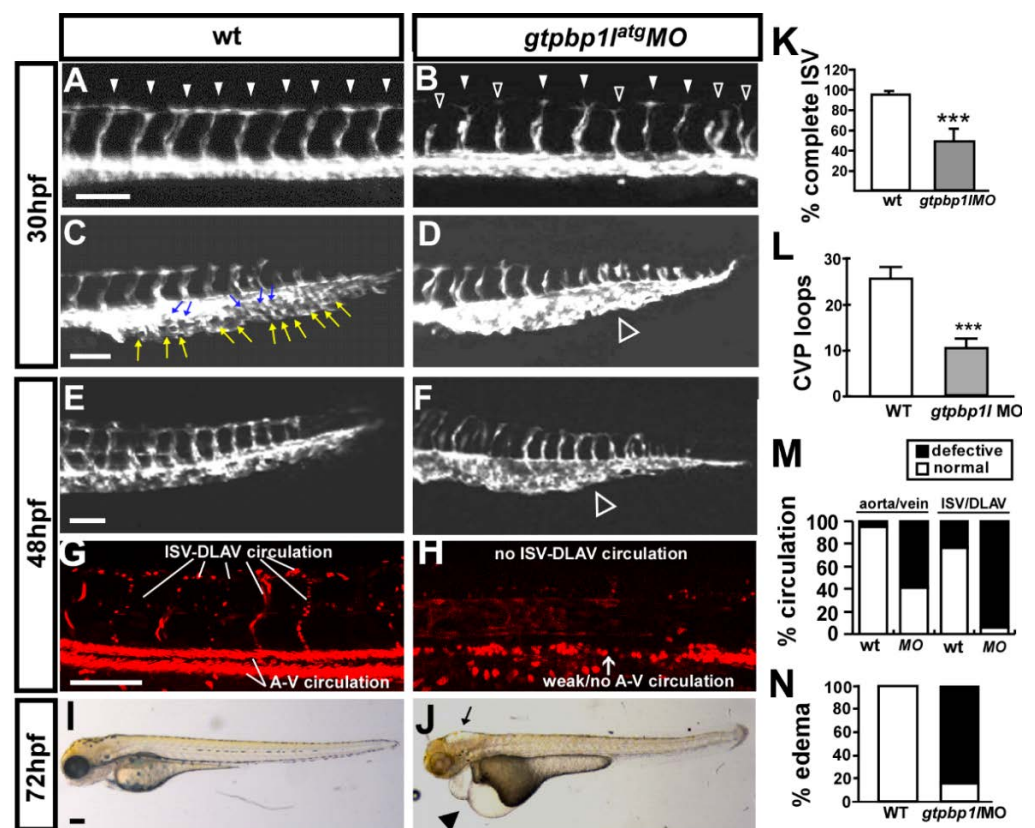 wt
gtpbp1l^atg MO
30hpf
A
B
C
D
48hpf
E
F
G
ISV-DLAV circulation
A-V circulation
H
no ISV-DLAV circulation
weak/no A-V circulation
72hpf
I
J
K
% complete ISV
100
80
60
40
20
***
wt
gtpbp1lMO
L
CVP loops
30
20
10
0
***
WT
gtpbp1l MO
M
defective
normal
aorta/vein
ISV/DLAV
% circulation
100
80
60
40
20
0
wt
MO
wt
MO
N
% edema
100
80
60
40
20
0
WT
gtpbp1lMO